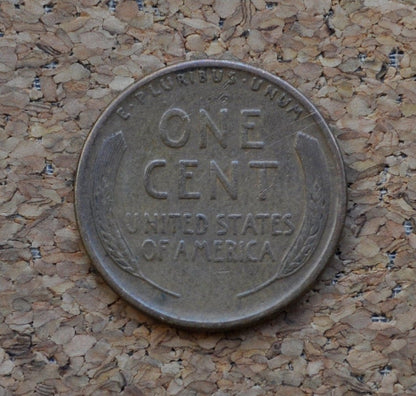 E·PLURIBUS·UNUM
ONE
CENT
UNITED STATES
OF AMERICA